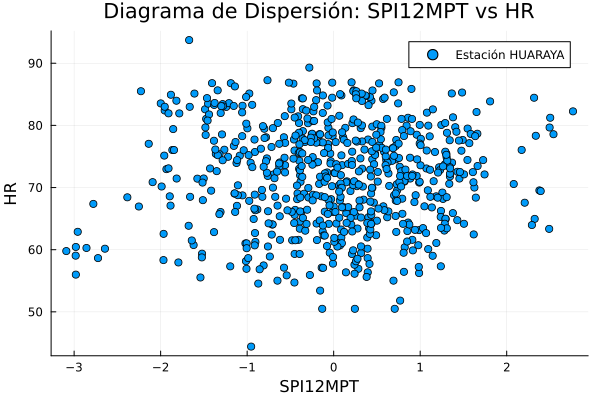 Diagrama de Dispersión: SPI12MPT vs HR
Estación HUARAYA
HR
90
80
70
60
50
−3 −2 −1 0 1 2
SPI12MPT